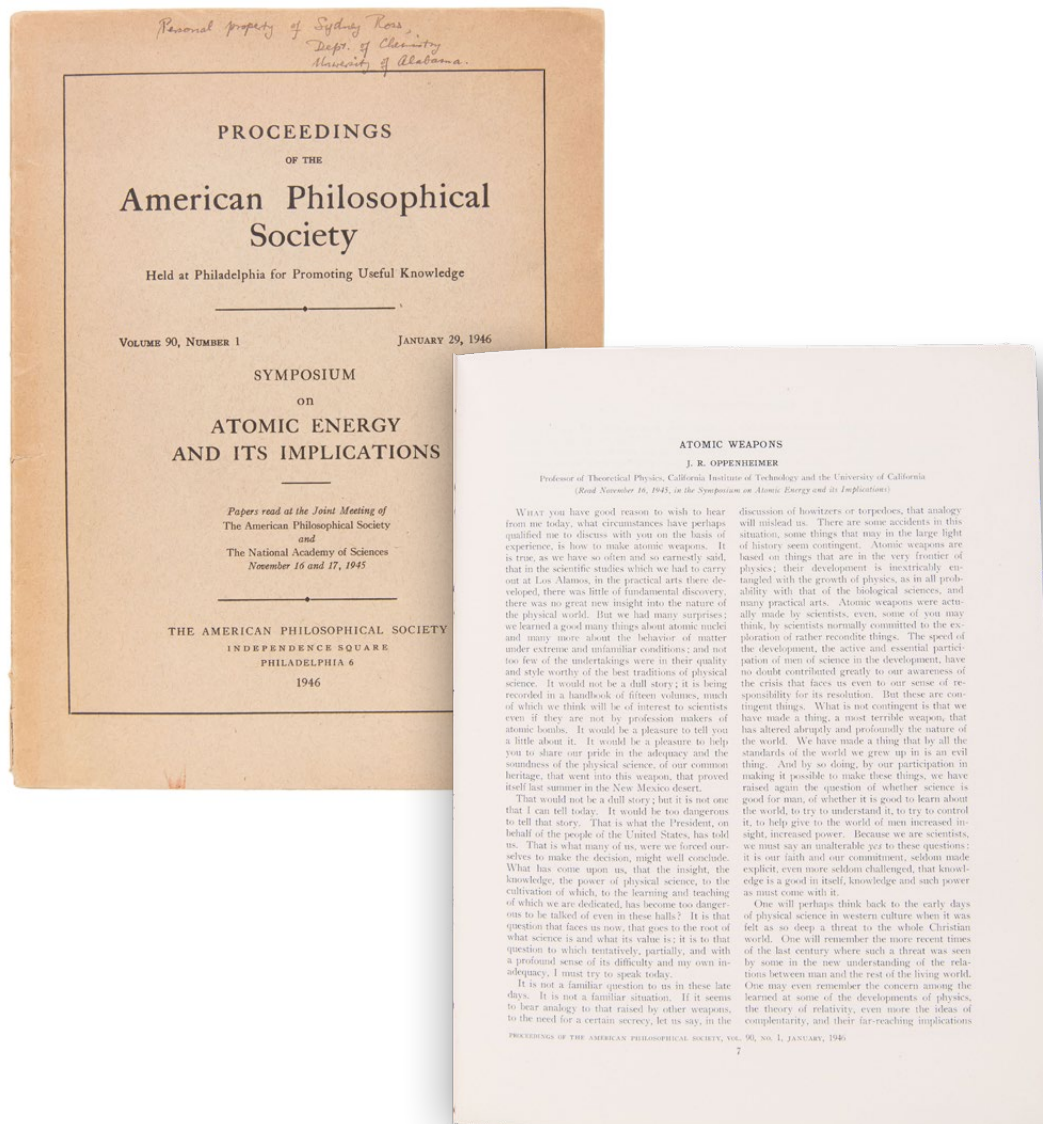 Personal property of Sydney Ross,
Dept. of Chemistry
University of Alabama.
PROCEEDINGS
OF THE
American Philosophical
Society
Held at Philadelphia for Promoting Useful Knowledge
VOLUME 90, NUMBER 1 JANUARY 29, 1946
SYMPOSIUM
on
ATOMIC ENERGY
AND ITS IMPLICATIONS
Papers read at the Joint Meeting of
The American Philosophical Society
and
The National Academy of Sciences
November 16 and 17, 1945
THE AMERICAN PHILOSOPHICAL SOCIETY
INDEPENDENCE SQUARE
PHILADELPHIA 6
1946
ATOMIC WEAPONS
J. R. OPPENHEIMER
Professor of Theoretical Physics, California Institute of Technology and the University of California
(Read November 16, 1945, in the Symposium on Atomic Energy and its Implications)
WHAT you have good reason to wish to hear
from me today, what circumstances have perhaps
qualified me to discuss with you on the basis of
experience, is how to make atomic weapons. It
is true, as we have so often and so earnestly said,
that in the scientific studies which we had to carry
out at Los Alamos, in the practical arts there de-
veloped, there was little of fundamental discovery,
there was no great new insight into the nature of
the physical world. But we had many surprises;
we learned a good many things about atomic nuclei
and many more about the behavior of matter
under extreme and unfamiliar conditions; and not
too few of the undertakings were in their quality
and style worthy of the best traditions of physical
science. It would not be a dull story; it is being
recorded in a handbook of fifteen volumes, much
of which we think will be of interest to scientists
even if they are not by profession makers of
atomic bombs. It would be a pleasure to tell you
a little about it. It would be a pleasure to help
you to share our pride in the adequacy and the
soundness of the physical science, of our common
heritage, that went into this weapon, that proved
itself last summer in the New Mexico desert.
That would not be a dull story; but it is not one
that I can tell today. It would be too dangerous
to tell that story. That is what the President, on
behalf of the people of the United States, has told
us. That is what many of us, were we forced our-
selves to make the decision, might well conclude.
What has come upon us, that the insight, the
knowledge, the power of physical science, to the
cultivation of which, to the learning and teaching
of which we are dedicated, has become too danger-
ous to be talked of even in these halls? It is that
question that faces us now, that goes to the root of
what science is and what its value is; it is to that
question to which tentatively, partially, and with
a profound sense of its difficulty and my own in-
adequacy, I must try to speak today.
It is not a familiar question to us in these late
days. It is not a familiar situation. If it seems
to bear analogy to that raised by other weapons,
to the need for a certain secrecy, let us say, in the
discussion of howitzers or torpedoes, that analogy
will mislead us. There are some accidents in this
situation, some things that may in the large light
of history seem contingent. Atomic weapons are
based on things that are in the very frontier of
physics; their development is inextricably en-
tangled with the growth of physics, as in all prob-
ability with that of the biological sciences, and
many practical arts. Atomic weapons were actu-
ally made by scientists, even, some of you may
think, by scientists normally committed to the ex-
ploration of rather recondite things. The speed of
the development, the active and essential partici-
pation of men of science in the development, have
no doubt contributed greatly to our awareness of
the crisis that faces us, even to our sense of re-
sponsibility for its resolution. But these are con-
tingent things. What is not contingent is that we
have made a thing, a most terrible weapon, that
has altered abruptly and profoundly the nature of
the world. We have made a thing that by all the
standards of the world we grew up in is an evil
thing. And by so doing, by our participation in
making it possible to make these things, we have
raised again the question of whether science is
good for man, of whether it is good to learn about
the world, to try to understand it, to try to control
it, to help give to the world of men increased in-
sight, increased power. Because we are scientists,
we must say an unalterable yes to these questions;
it is our faith and our commitment, seldom made
explicit, even more seldom challenged, that knowl-
edge is a good in itself, knowledge and such power
as must come with it.
One will perhaps think back to the early days
of physical science in western culture when it was
felt as so deep a threat to the whole Christian
world. One will remember the more recent times
of the last century where such a threat was seen
by some in the new understanding of the rela-
tions between man and the rest of the living world.
One may even remember the concern among the
learned at some of the developments of physics,
the theory of relativity, even more the ideas of
complentarity, and their far-reaching implications
PROCEEDINGS OF THE AMERICAN PHILOSOPHICAL SOCIETY, VOL. 90, NO. 1, JANUARY, 1946
7